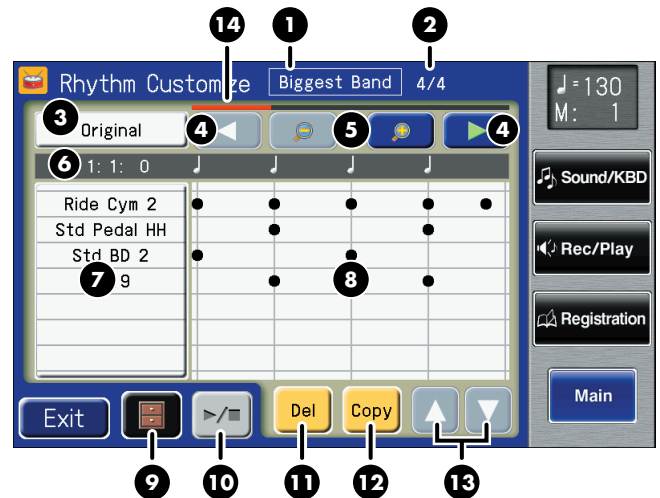 14 1 2
Rhythm Customize Biggest Band 4/4
♩=130
M: 1
3 Original 4 5 4
6 1: 1: 0 ♩ ♩ ♩ ♩
Sound/KBD
Ride Cym 2
Std Pedal HH
Std BD 2
Rec/Play
7 9 8
Registration
Exit >/■ Del Copy
Main
9 10 11 12 13